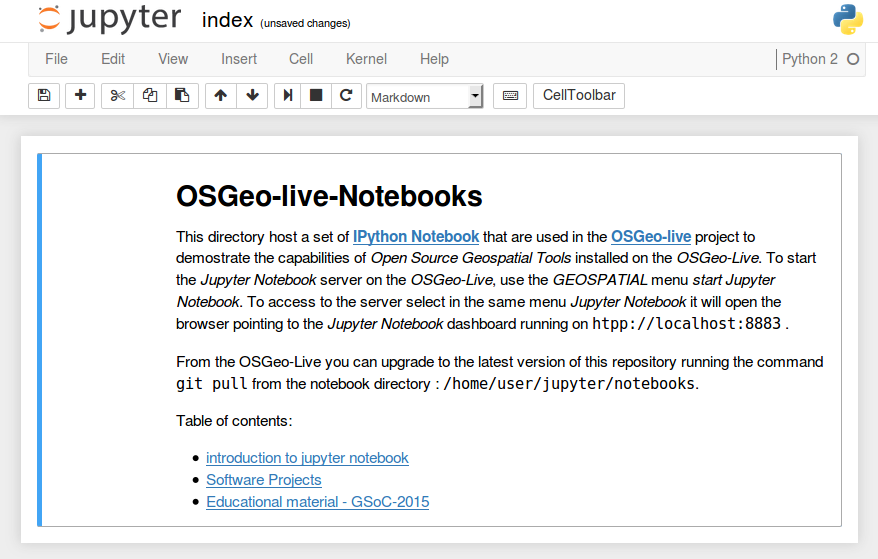 jupyter index (unsaved changes)
File Edit View Insert Cell Kernel Help Python 2
Markdown CellToolbar
OSGeo-live-Notebooks
This directory host a set of IPython Notebook that are used in the OSGeo-live project to
demostrate the capabilities of Open Source Geospatial Tools installed on the OSGeo-Live. To start
the Jupyter Notebook server on the OSGeo-Live, use the GEOSPATIAL menu start Jupyter
Notebook. To access to the server select in the same menu Jupyter Notebook it will open the
browser pointing to the Jupyter Notebook dashboard running on htpp://localhost:8883 .
From the OSGeo-Live you can upgrade to the latest version of this repository running the command
git pull from the notebook directory : /home/user/jupyter/notebooks.
Table of contents:
• introduction to jupyter notebook
• Software Projects
• Educational material - GSoC-2015